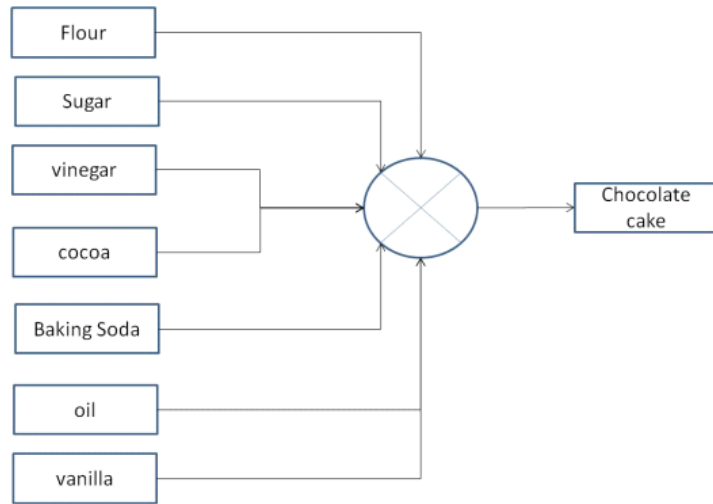 Flour
Sugar
vinegar
cocoa
Baking Soda
oil
vanilla
Chocolate
cake